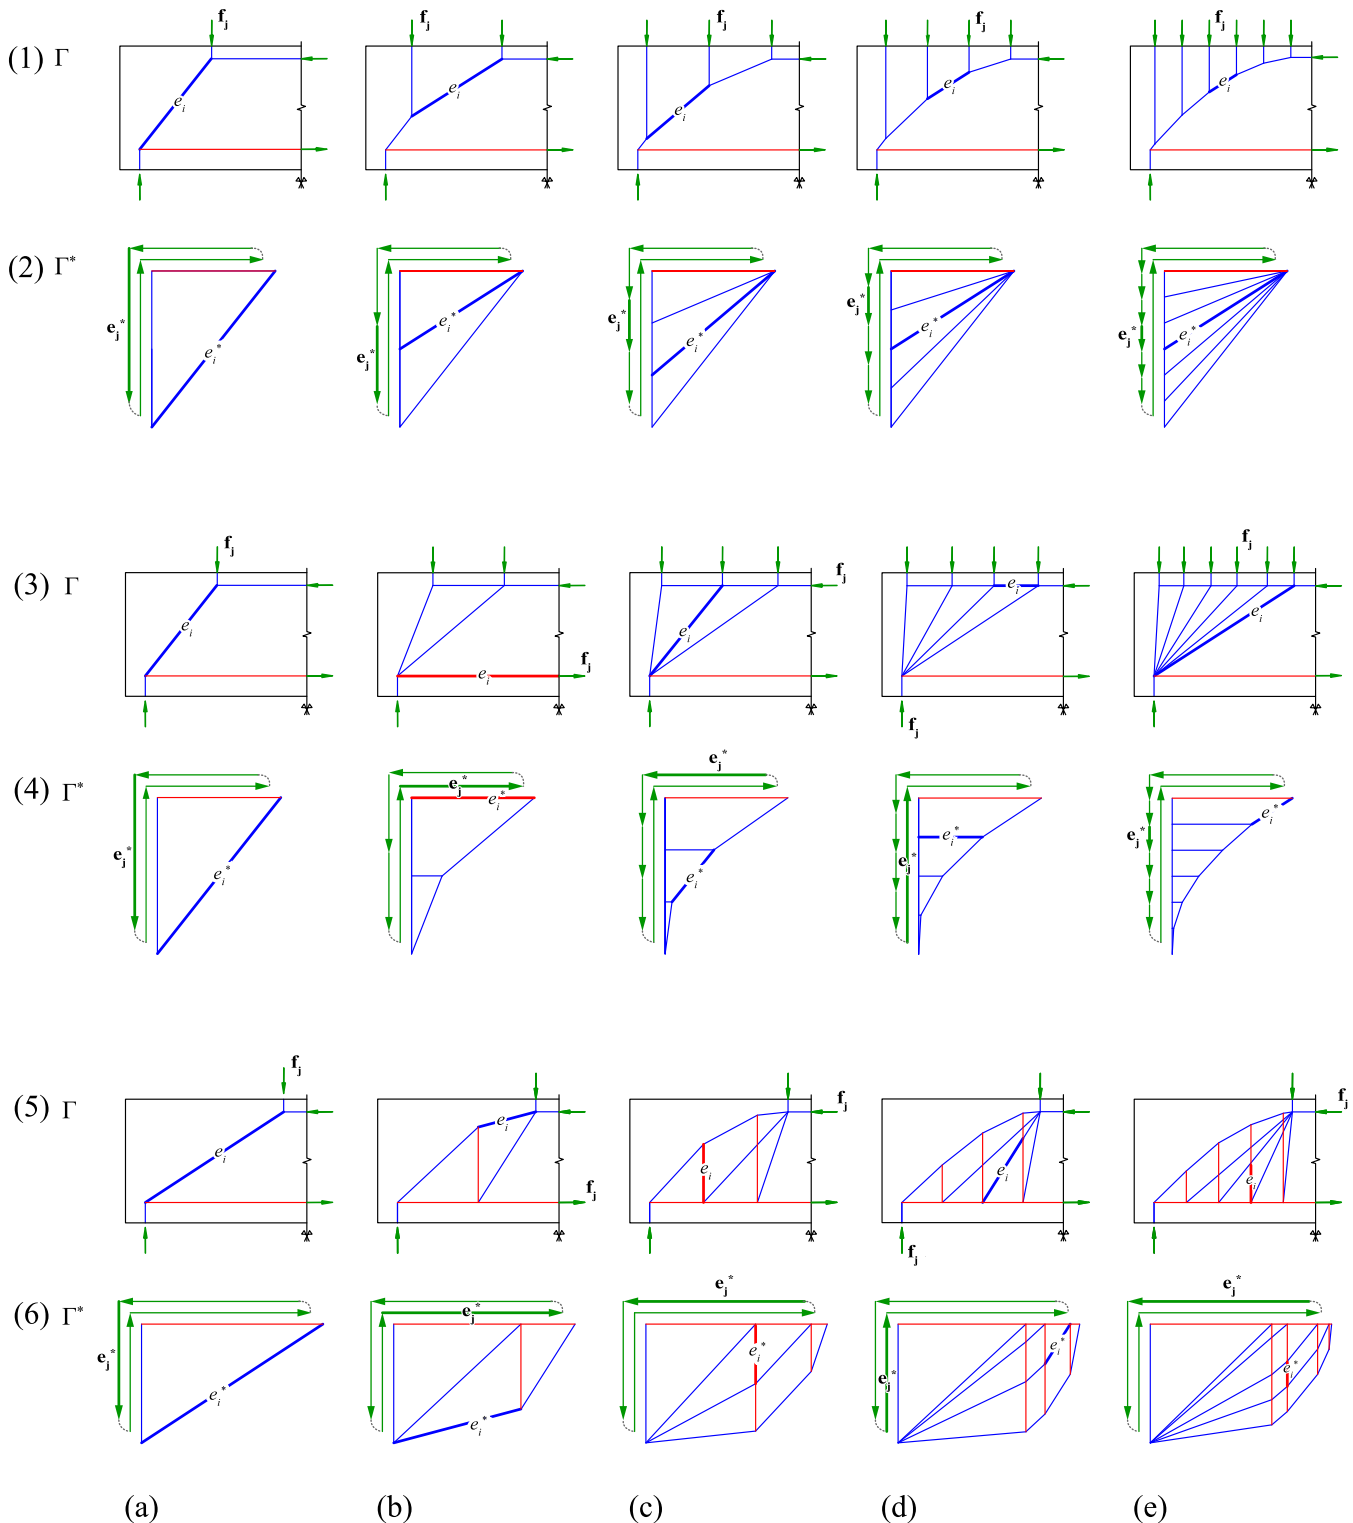 (1) Γ f_j f_j f_j f_j f_j
e_i e_i e_i e_i e_i
(2) Γ*
e_j* e_j* e_j* e_j* e_j*
e_i* e_i* e_i* e_i* e_i*
(3) Γ f_j f_j f_j
e_i e_i f_j e_i e_i e_i
f_j
(4) Γ* e_j* e_i* e_j*
e_j* e_i* e_i* e_i* e_j* e_j* e_i*
(5) Γ f_j f_j f_j
e_i e_i f_j e_i e_i e_i
f_j
(6) Γ* e_j* e_j* e_j*
e_j* e_i* e_i* e_i* e_j* e_i* e_i*
(a) (b) (c) (d) (e)